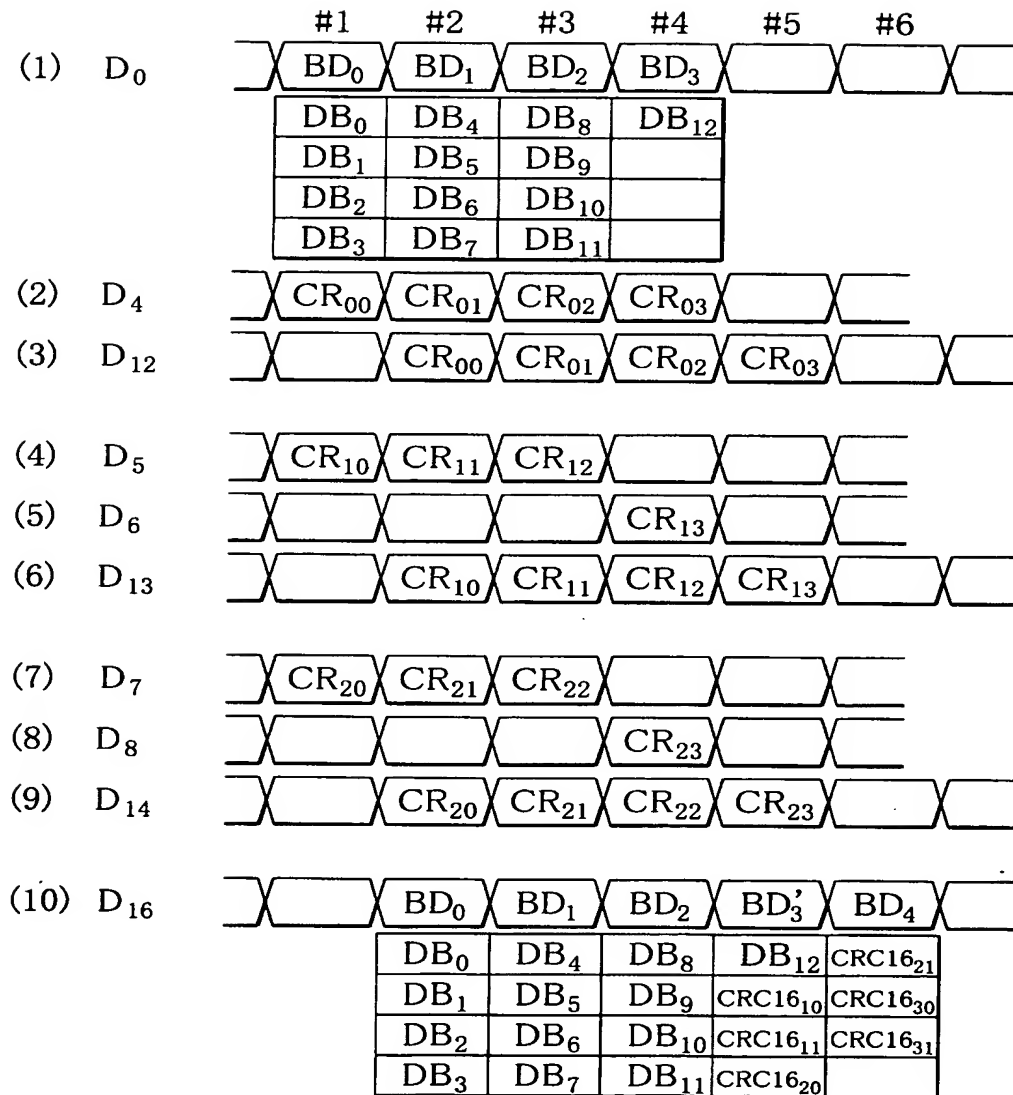 #1 #2 #3 #4 #5 #6
(1) D₀ BD₀ BD₁ BD₂ BD₃
DB₀ DB₄ DB₈ DB₁₂
DB₁ DB₅ DB₉
DB₂ DB₆ DB₁₀
DB₃ DB₇ DB₁₁
(2) D₄ CR₀₀ CR₀₁ CR₀₂ CR₀₃
(3) D₁₂ CR₀₀ CR₀₁ CR₀₂ CR₀₃
(4) D₅ CR₁₀ CR₁₁ CR₁₂
(5) D₆ CR₁₃
(6) D₁₃ CR₁₀ CR₁₁ CR₁₂ CR₁₃
(7) D₇ CR₂₀ CR₂₁ CR₂₂
(8) D₈ CR₂₃
(9) D₁₄ CR₂₀ CR₂₁ CR₂₂ CR₂₃
(10) D₁₆ BD₀ BD₁ BD₂ BD₃' BD₄
DB₀ DB₄ DB₈ DB₁₂ CRC16₂₁
DB₁ DB₅ DB₉ CRC16₁₀ CRC16₃₀
DB₂ DB₆ DB₁₀ CRC16₁₁ CRC16₃₁
DB₃ DB₇ DB₁₁ CRC16₂₀